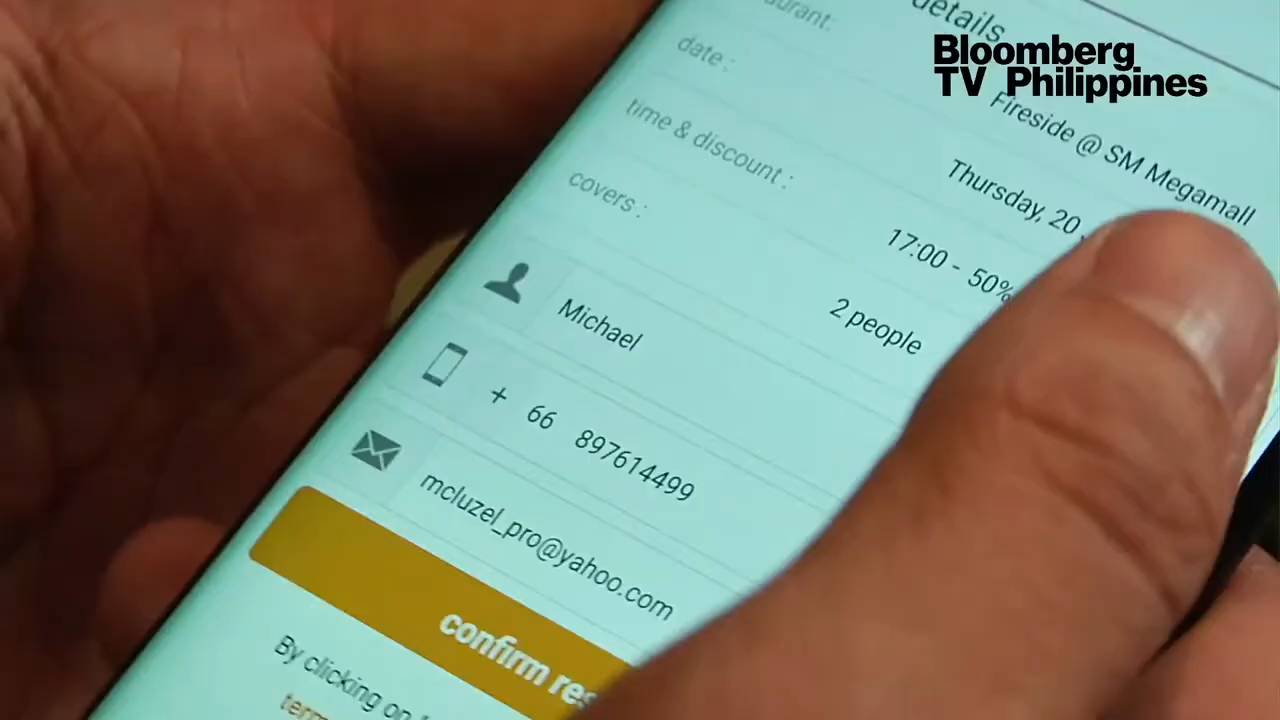 Bloomberg
TV Philippines
details
Fireside @ SM Megamall
date :
Thursday, 20
time & discount :
17:00 - 50%
covers :
2 people
Michael
+ 66 897614499
mcluzel_pro@yahoo.com
confirm
By clicking on